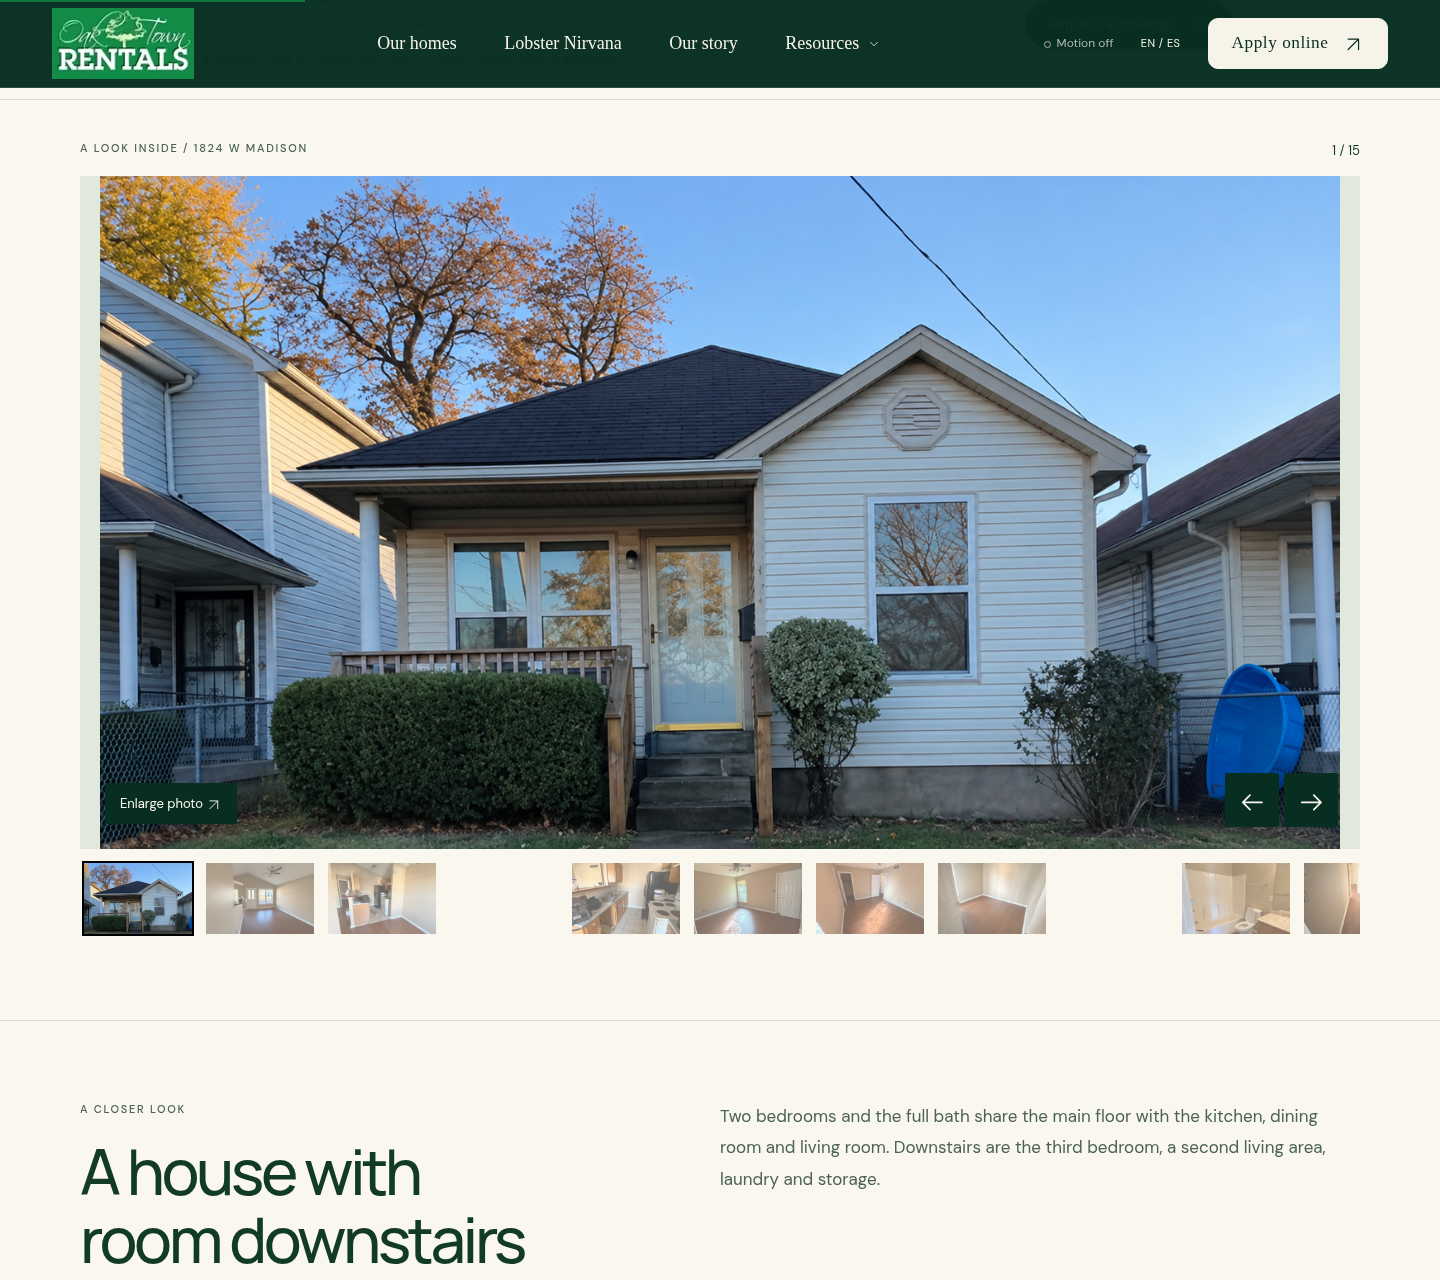 Oak Town
RENTALS
Our homes
Lobster Nirvana
Our story
Resources
Motion off
EN / ES
Apply online
A LOOK INSIDE / 1824 W MADISON
1 / 15
Enlarge photo
A CLOSER LOOK
A house with
room downstairs
Two bedrooms and the full bath share the main floor with the kitchen, dining
room and living room. Downstairs are the third bedroom, a second living area,
laundry and storage.